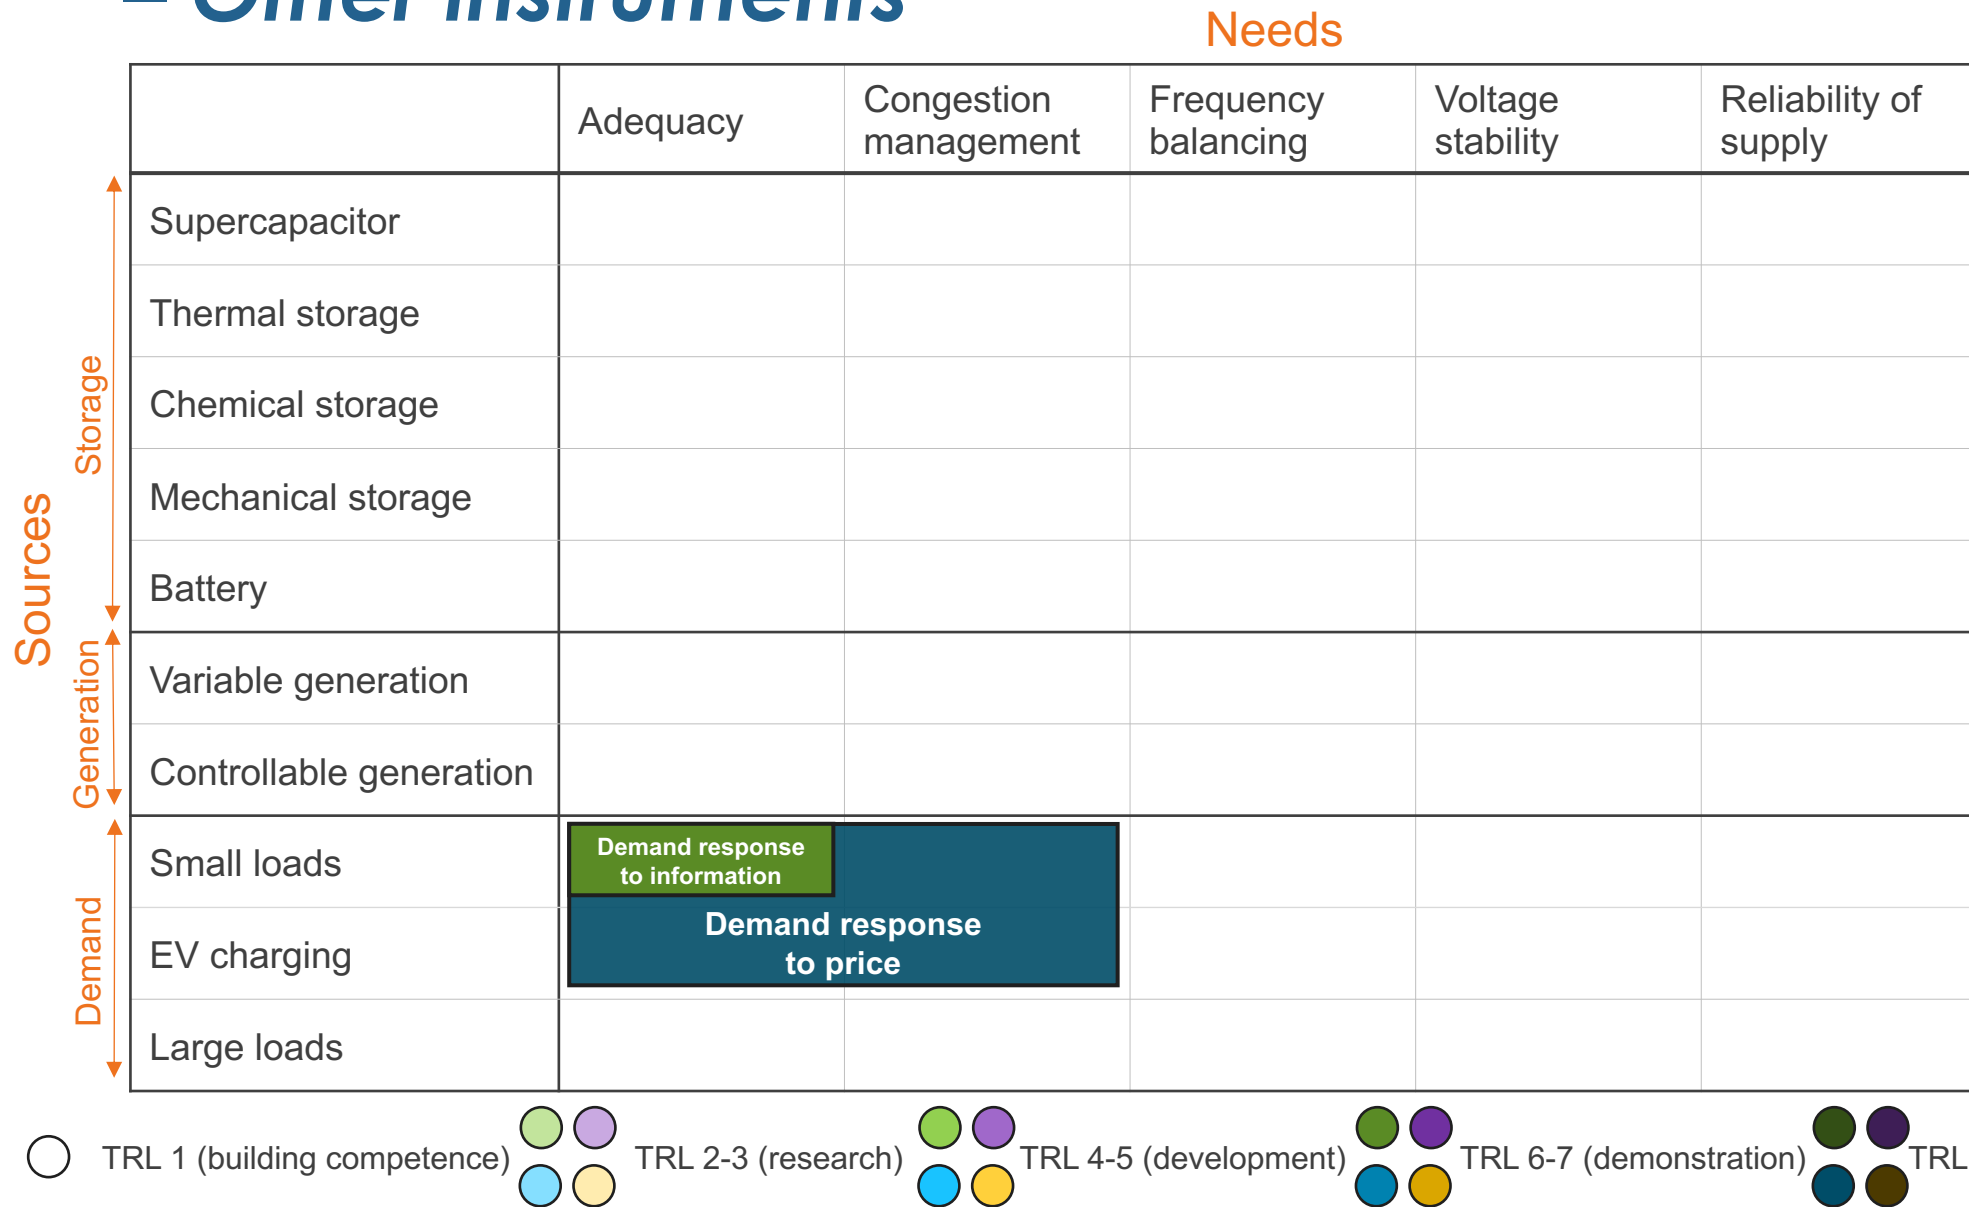 – Other instruments
Needs
Adequacy
Congestion
management
Frequency
balancing
Voltage
stability
Reliability of
supply
Sources
Storage
Supercapacitor
Thermal storage
Chemical storage
Mechanical storage
Battery
Generation
Variable generation
Controllable generation
Demand
Small loads
EV charging
Large loads
Demand response
to information
Demand response
to price
TRL 1 (building competence)
TRL 2-3 (research)
TRL 4-5 (development)
TRL 6-7 (demonstration)
TRL